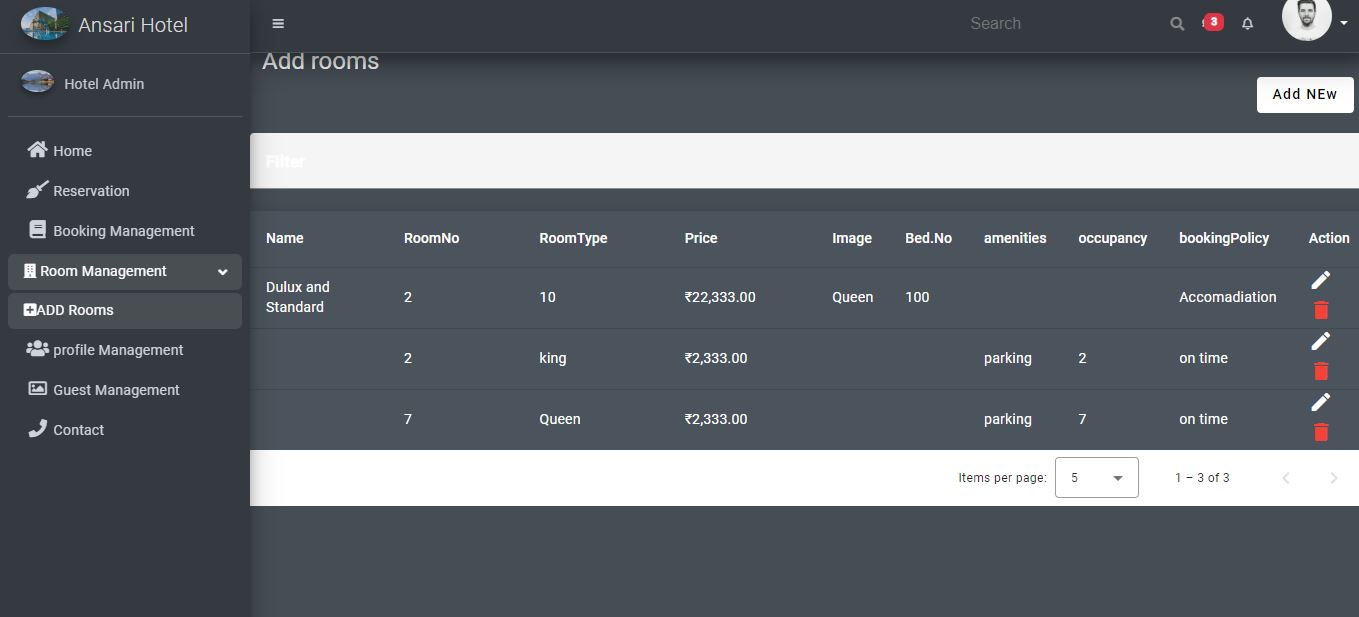 Ansari Hotel
Search
3
Hotel Admin
Add rooms
Add NEw
Home
Reservation
Booking Management
Room Management
ADD Rooms
profile Management
Guest Management
Contact
Filter
Name RoomNo RoomType Price Image Bed.No amenities occupancy bookingPolicy Action
Dulux and
Standard 2 10 ₹22,333.00 Queen 100 Accomadiation
2 king ₹2,333.00 parking 2 on time
7 Queen ₹2,333.00 parking 7 on time
Items per page: 5 1 – 3 of 3